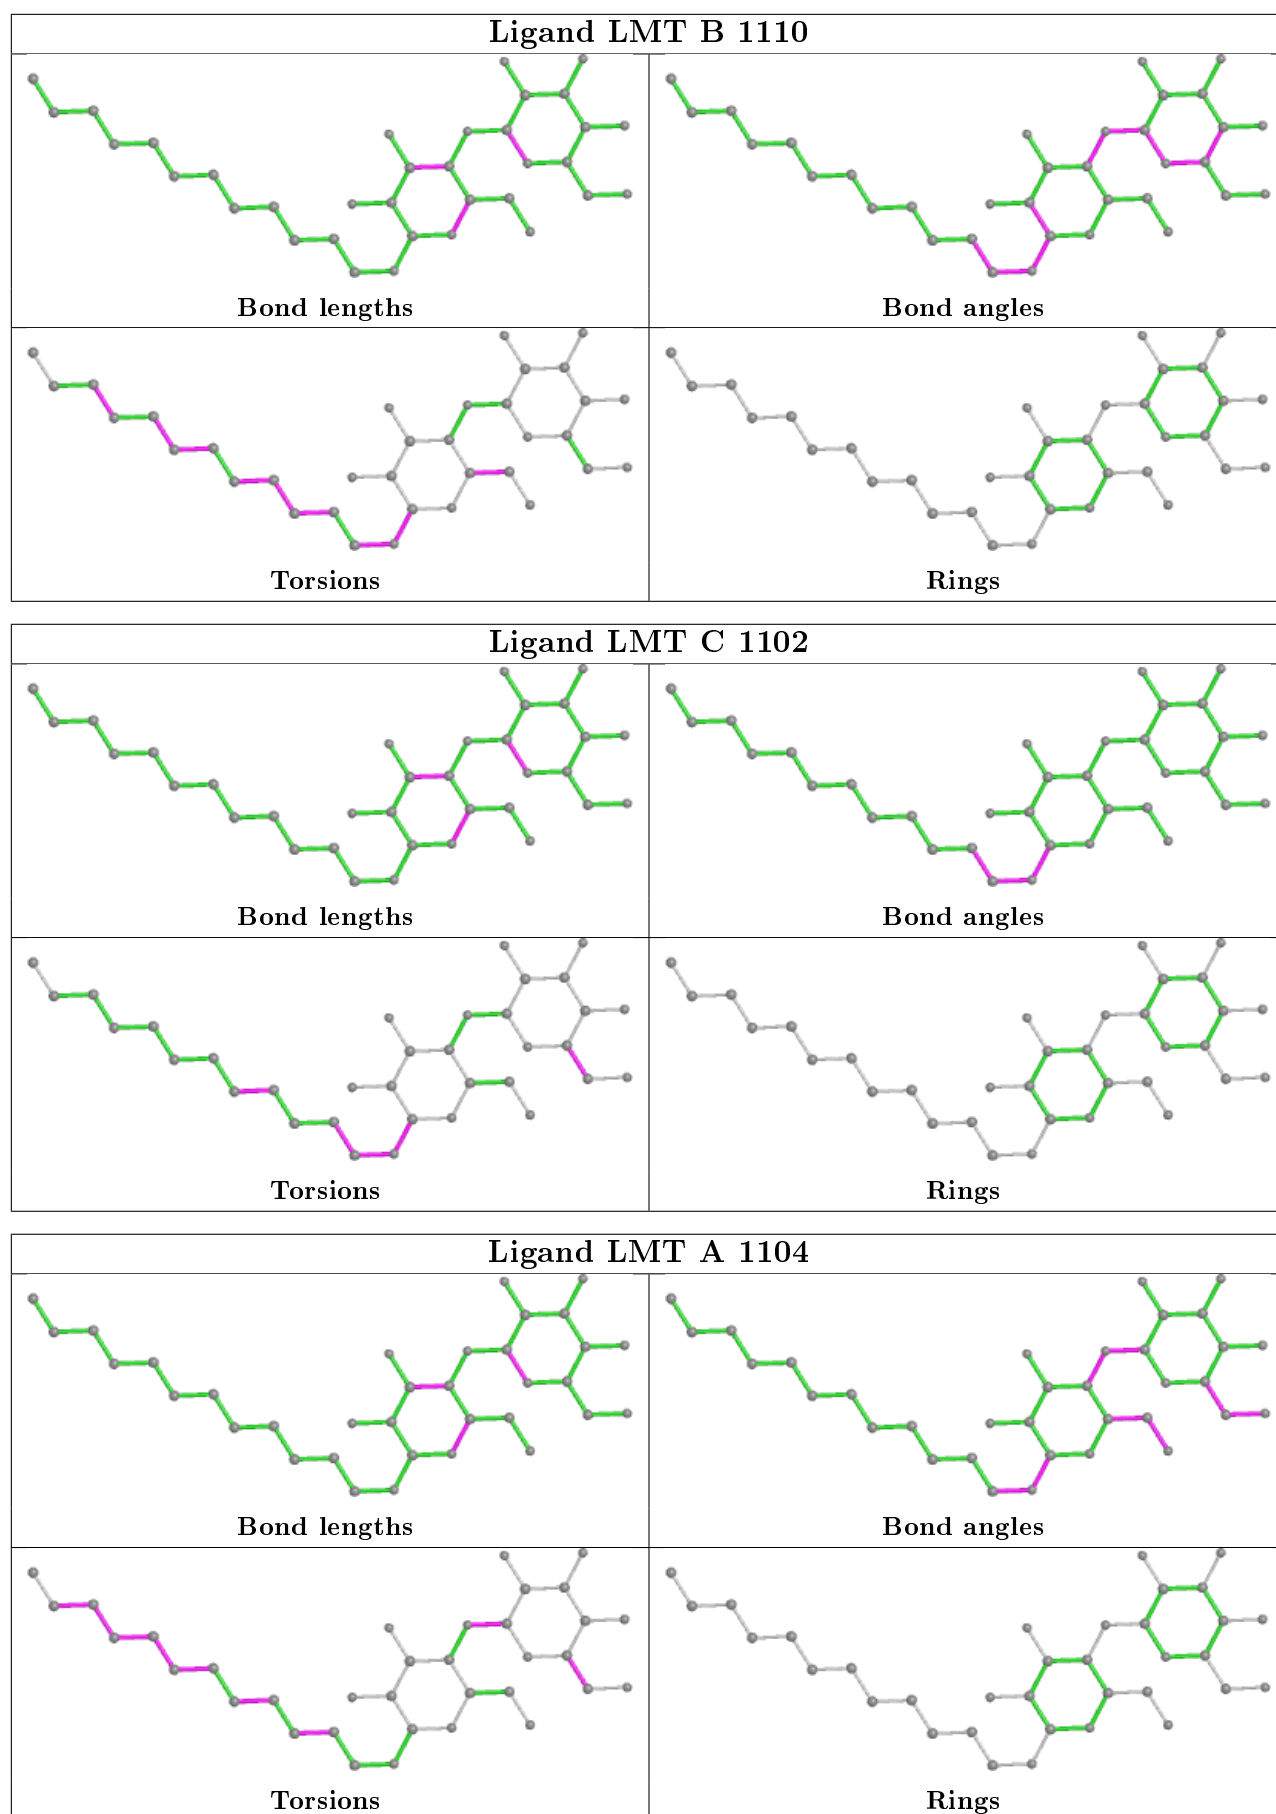 Ligand LMT B 1110
Bond lengths
Bond angles
Torsions
Rings
Ligand LMT C 1102
Bond lengths
Bond angles
Torsions
Rings
Ligand LMT A 1104
Bond lengths
Bond angles
Torsions
Rings